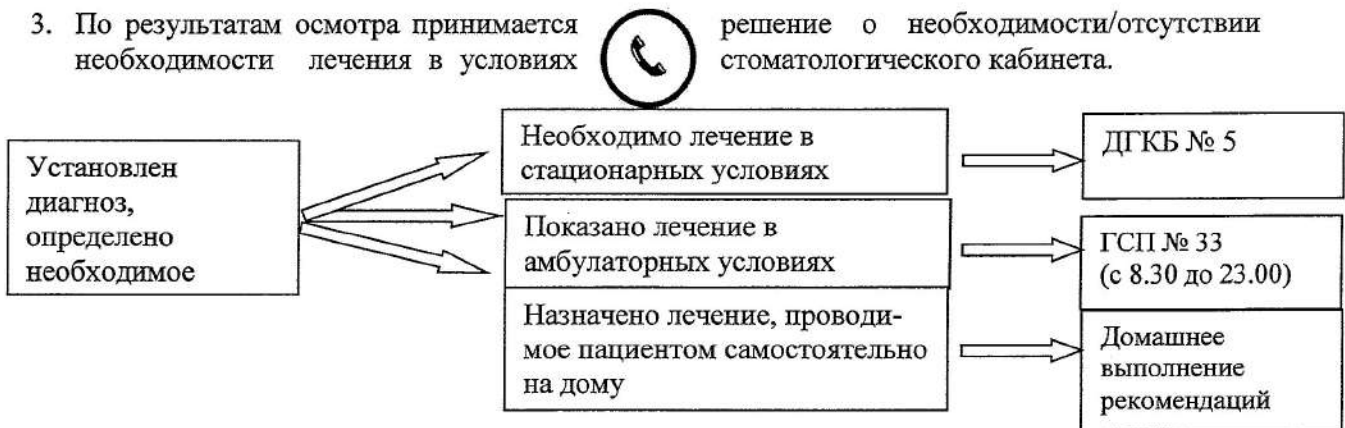 3. По результатам осмотра принимается решение о необходимости/отсутствии
необходимости лечения в условиях стоматологического кабинета.
Установлен
диагноз,
определено
необходимое
Необходимо лечение в
стационарных условиях
ДГКБ № 5
Показано лечение в
амбулаторных условиях
ГСП № 33
(с 8.30 до 23.00)
Назначено лечение, проводи-
мое пациентом самостоятельно
на дому
Домашнее
выполнение
рекомендаций